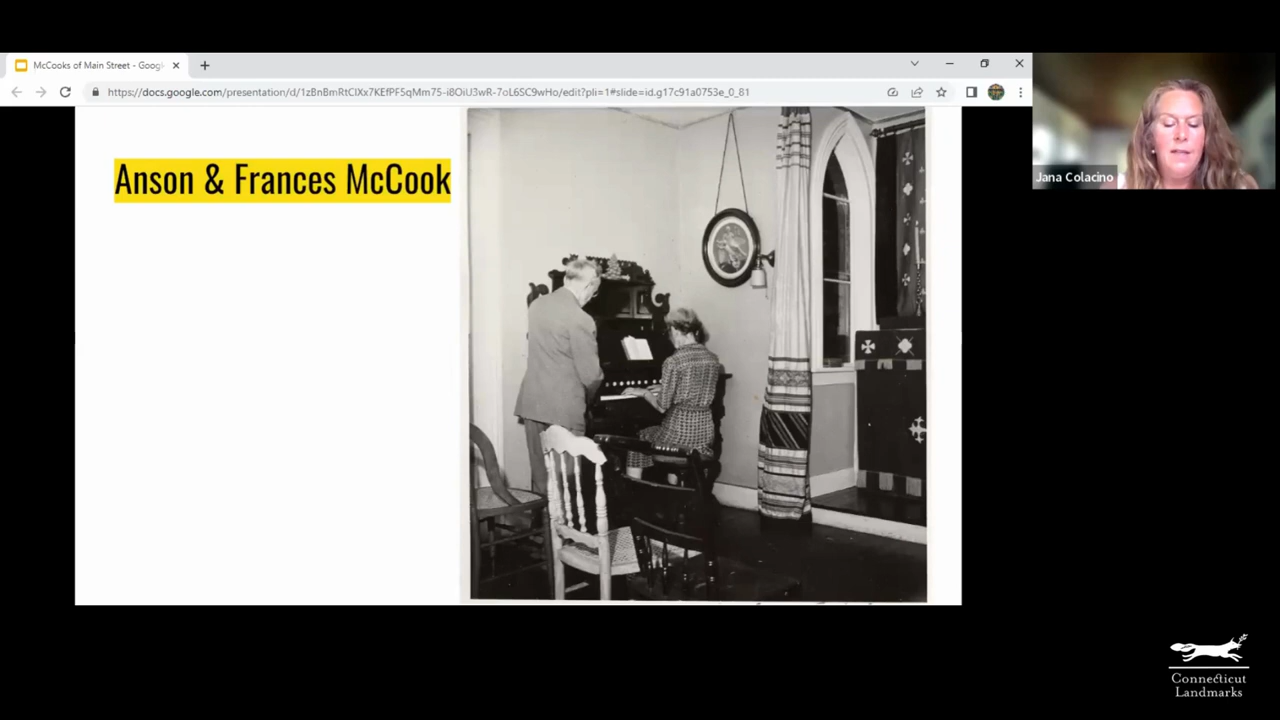 McCooks of Main Street - Googl
https://docs.google.com/presentation/d/1zBnBmRtClXx7KEfPFSqMm75-i8OiU3wR-7oL6SC9wHo/edit?pli=1#slide=id.g17c91a0753e_0_81
Anson & Frances McCook
Jana Colacino
Connecticut
Landmarks